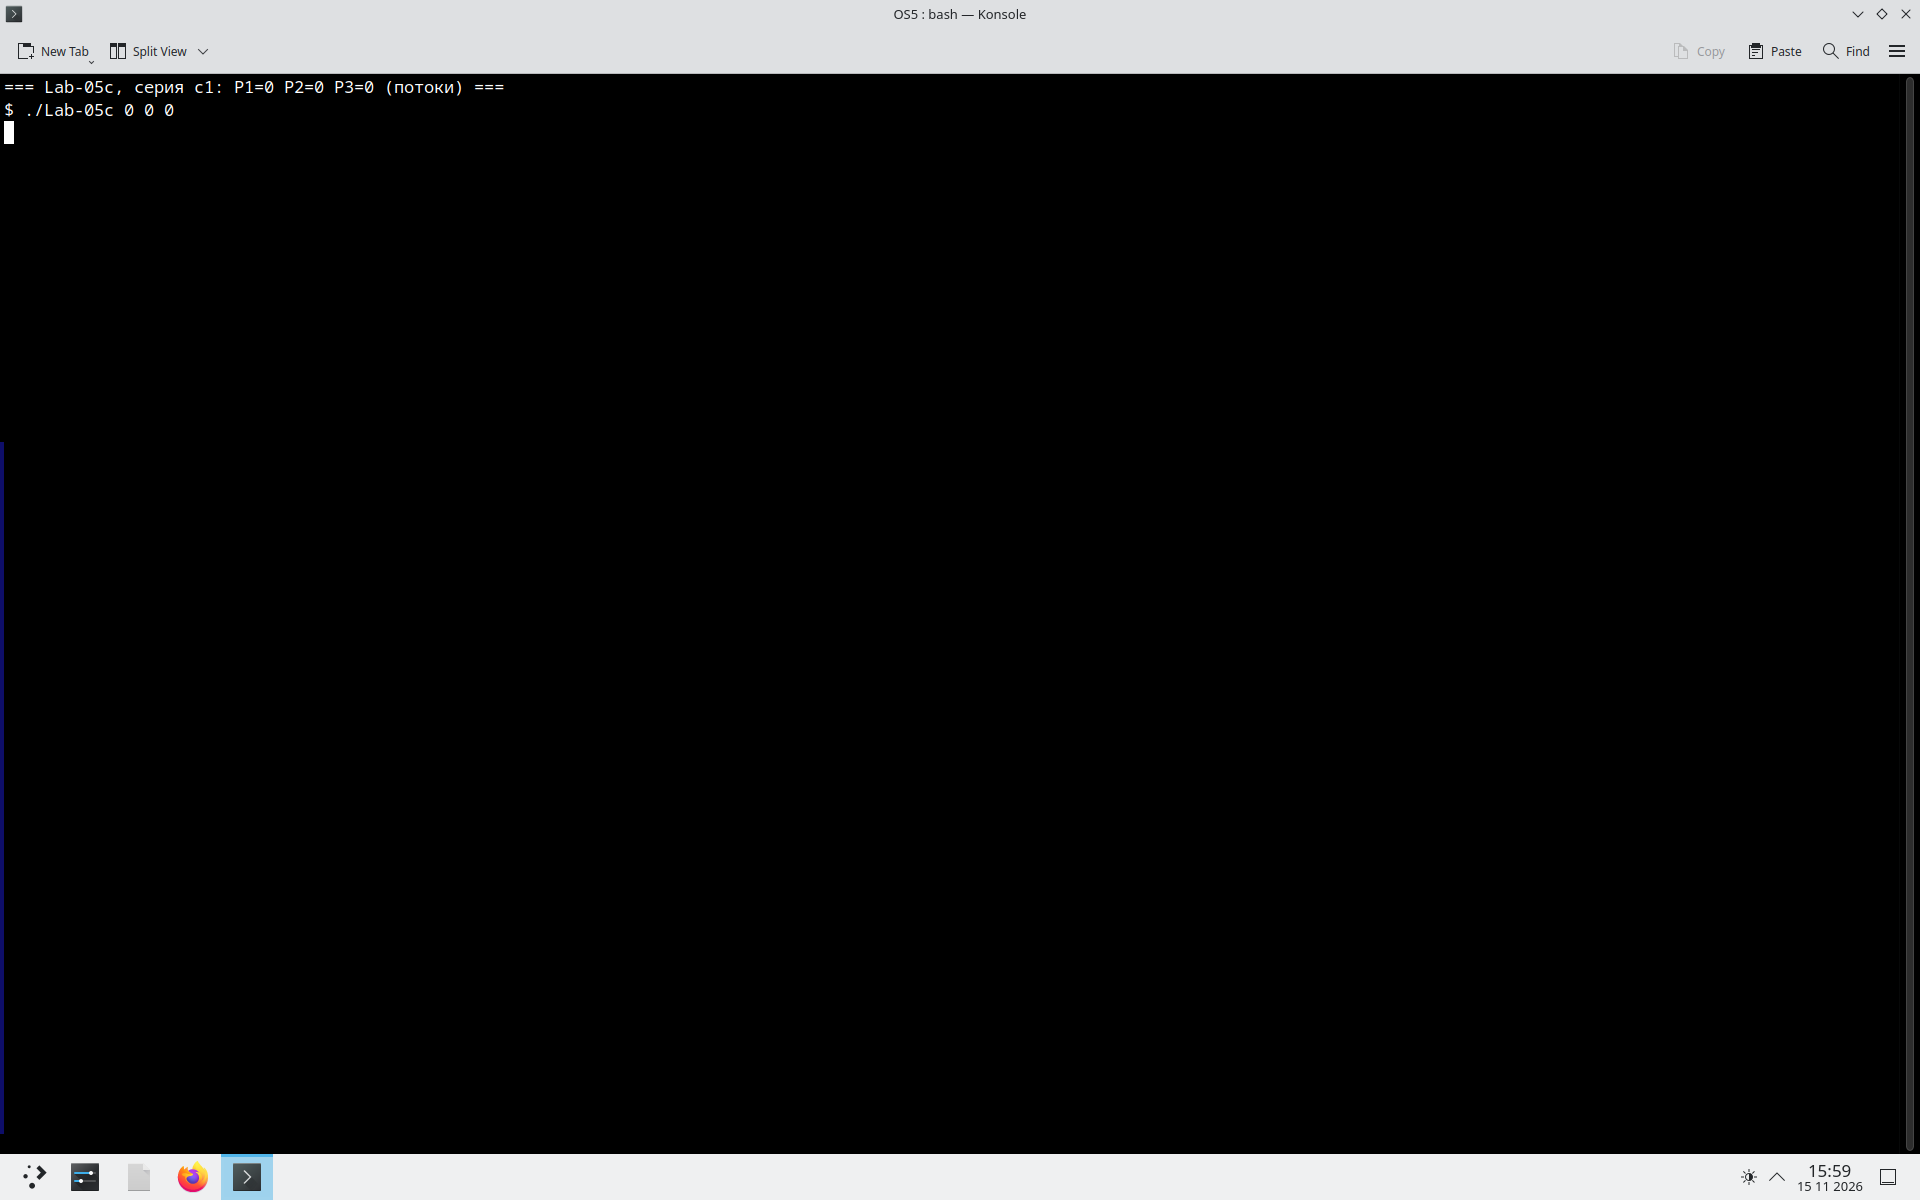 OS5 : bash — Konsole
New Tab
Split View
Copy
Paste
Find
=== Lab-05c, серия c1: P1=0 P2=0 P3=0 (потоки) ===
$ ./Lab-05c 0 0 0
15:59
15 11 2026